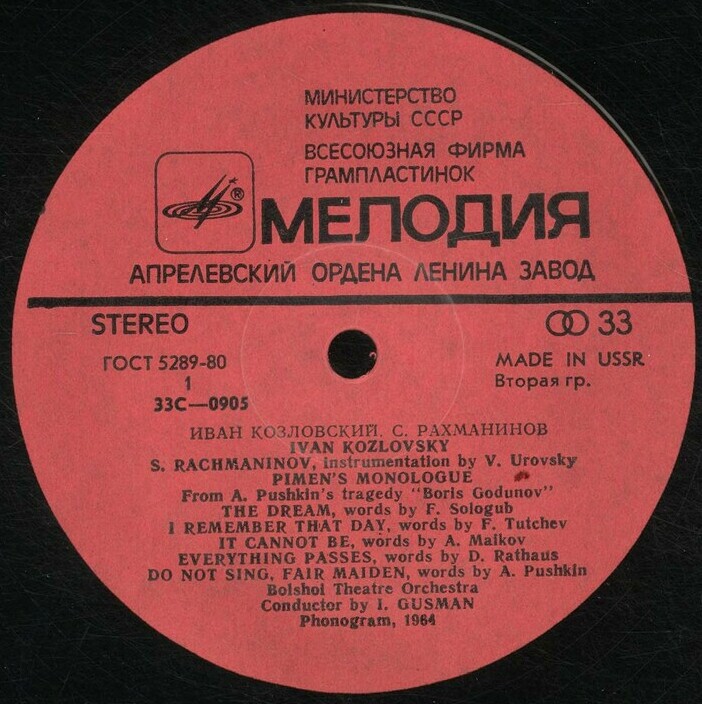 МИНИСТЕРСТВО
КУЛЬТУРЫ СССР
ВСЕСОЮЗНАЯ ФИРМА
ГРАМПЛАСТИНОК
®
МЕЛОДИЯ
АПРЕЛЕВСКИЙ ОРДЕНА ЛЕНИНА ЗАВОД
STEREO 33
ГОСТ 5289-80 MADE IN USSR
1 Вторая гр.
33С—0905
ИВАН КОЗЛОВСКИЙ. С. РАХМАНИНОВ
IVAN KOZLOVSKY
S. RACHMANINOV, instrumentation by V. Urovsky
PIMEN'S MONOLOGUE
From A. Pushkin's tragedy "Boris Godunov"
THE DREAM, words by F. Sologub
I REMEMBER THAT DAY, words by F. Tutchev
IT CANNOT BE, words by A. Maikov
EVERYTHING PASSES, words by D. Rathaus
DO NOT SING, FAIR MAIDEN, words by A. Pushkin
Bolshoi Theatre Orchestra
Conductor by I. GUSMAN
Phonogram, 1964